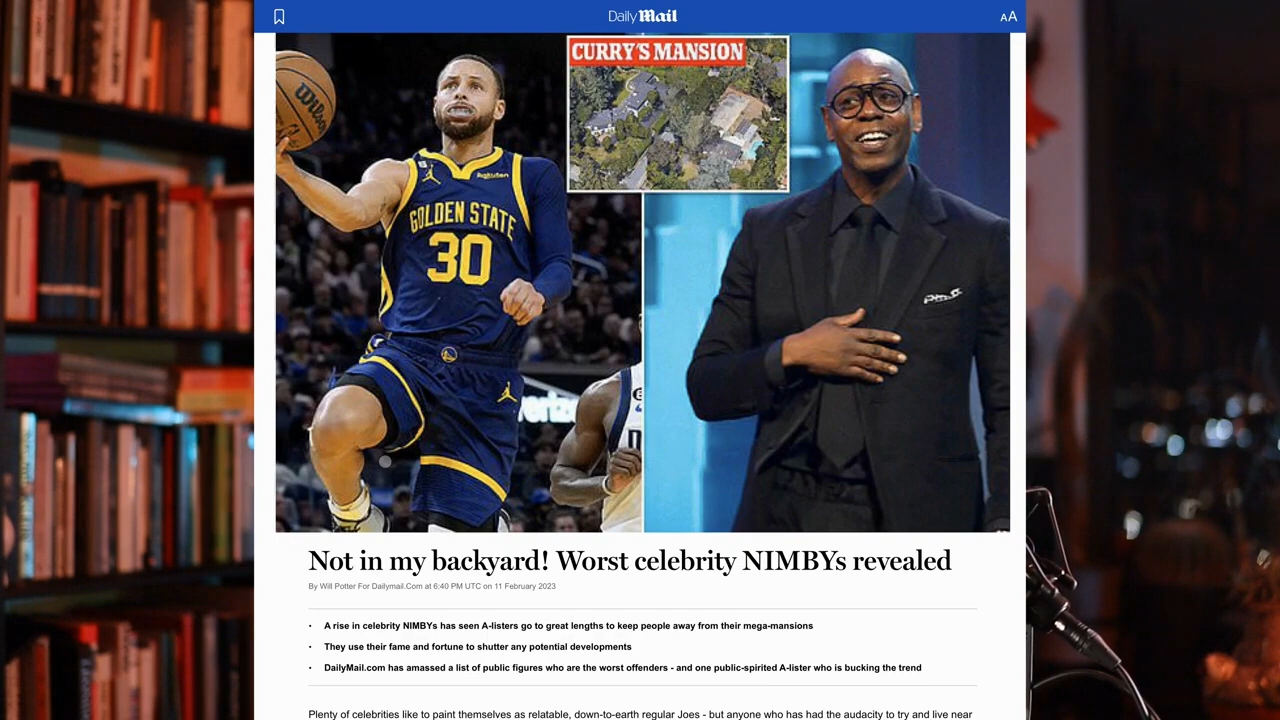 Daily Mail
AA
CURRY'S MANSION
Wilson
Rakuten
GOLDEN STATE
30
Not in my backyard! Worst celebrity NIMBYs revealed
By Will Potter For Dailymail.Com at 6:40 PM UTC on 11 February 2023
• A rise in celebrity NIMBYs has seen A-listers go to great lengths to keep people away from their mega-mansions
• They use their fame and fortune to shutter any potential developments
• DailyMail.com has amassed a list of public figures who are the worst offenders - and one public-spirited A-lister who is bucking the trend
Plenty of celebrities like to paint themselves as relatable, down-to-earth regular Joes - but anyone who has had the audacity to try and live near